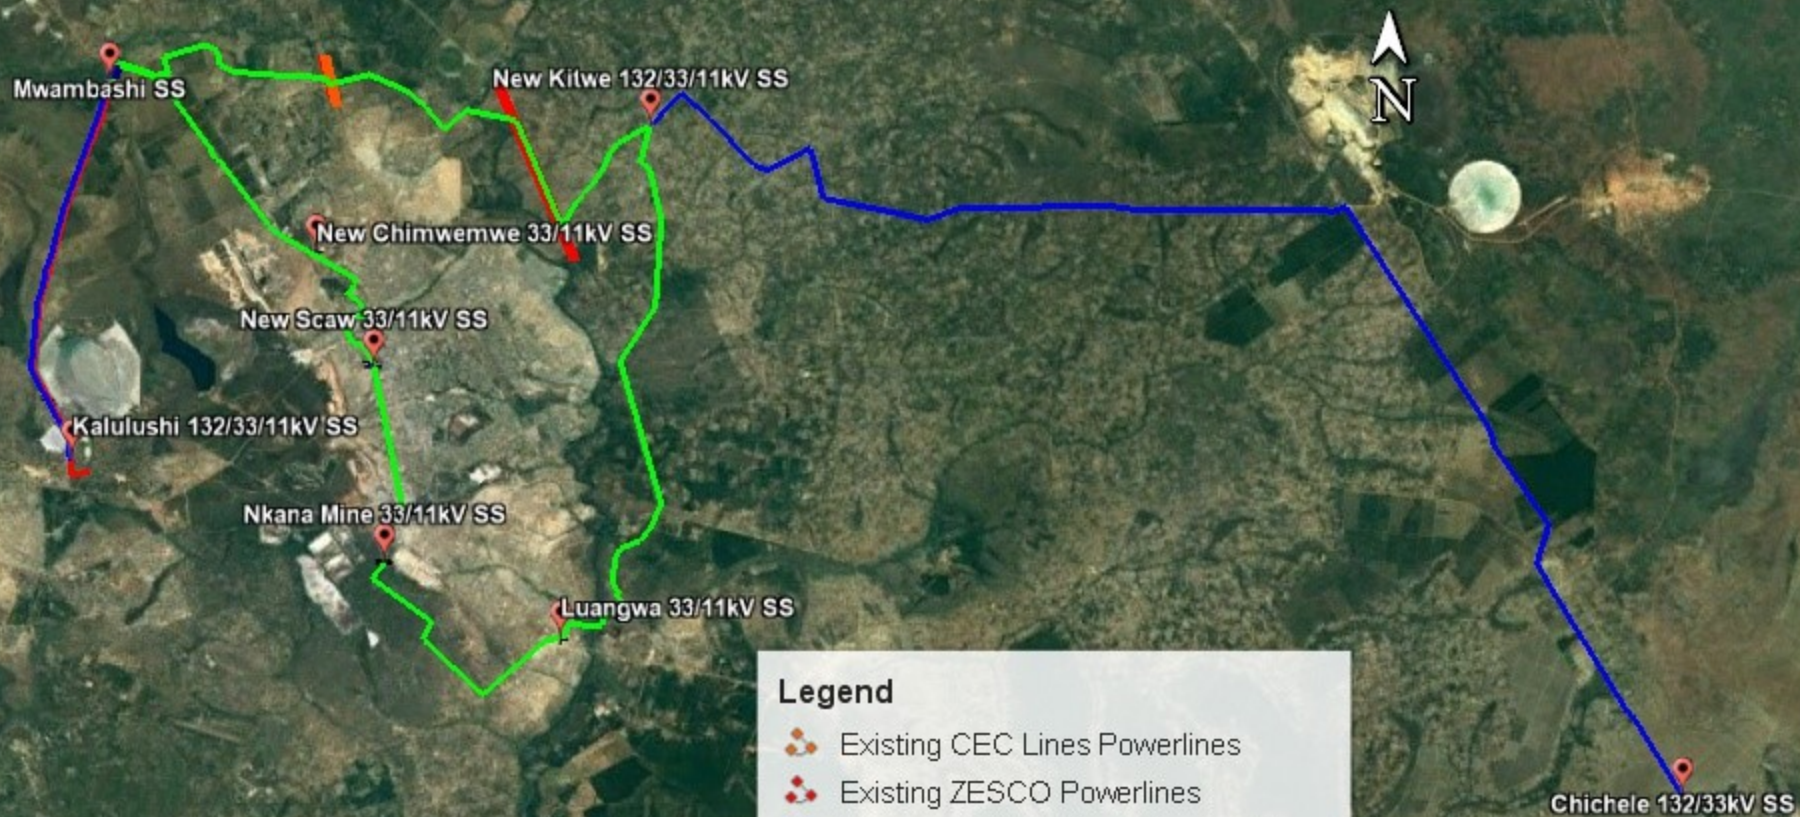 New Kitwe 132/33/11kV SS
Mwambashi SS
N
New Chimwemwe 33/11kV SS
New Scaw 33/11kV SS
Kalulushi 132/33/11kV SS
Nkana Mine 33/11kV SS
Luangwa 33/11kV SS
Legend
Existing CEC Lines Powerlines
Existing ZESCO Powerlines
Chichele 132/33kV SS